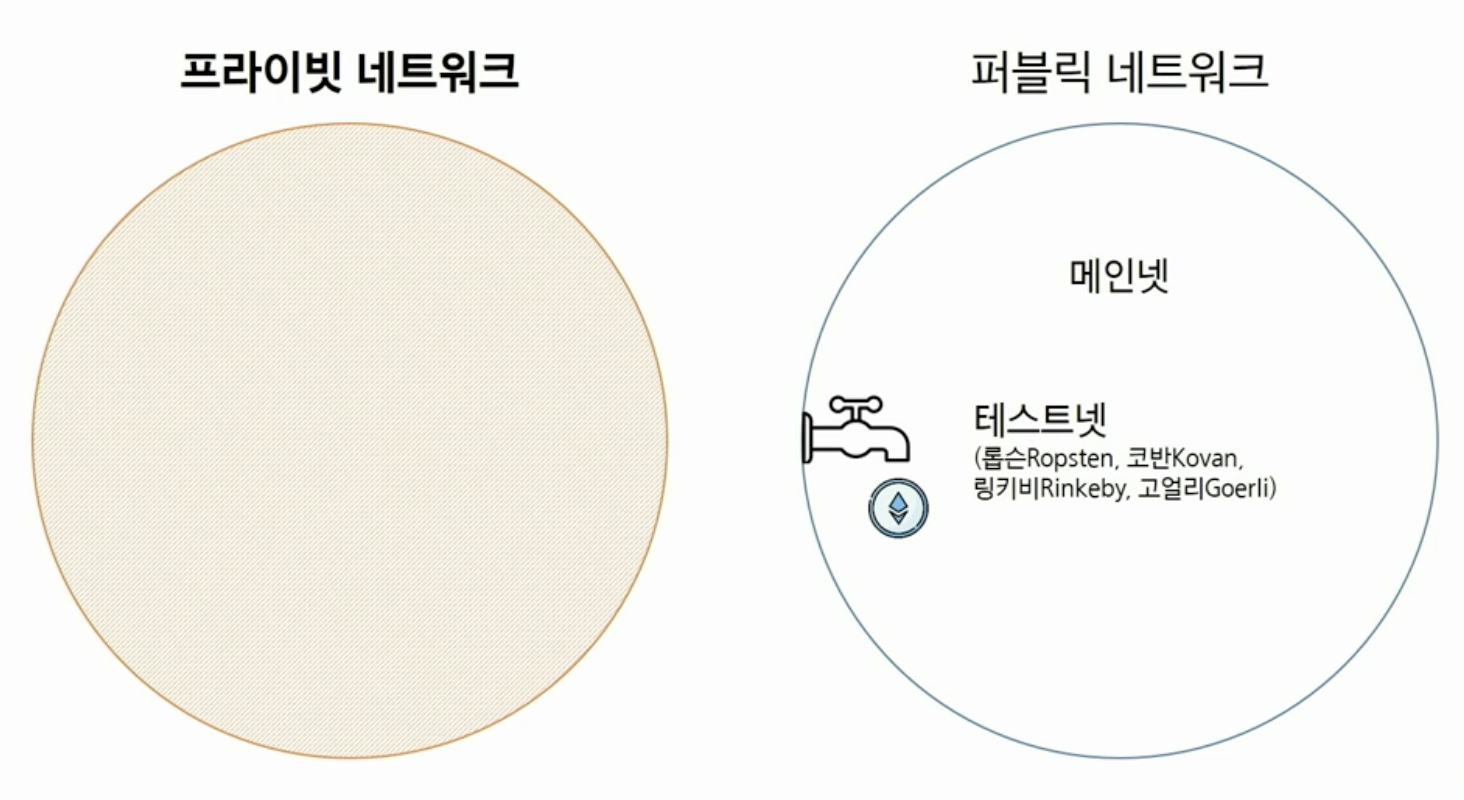 프라이빗 네트워크
퍼블릭 네트워크
메인넷
테스트넷
(롭슨Ropsten, 코반Kovan,
링키비Rinkeby, 고얼리Goerli)